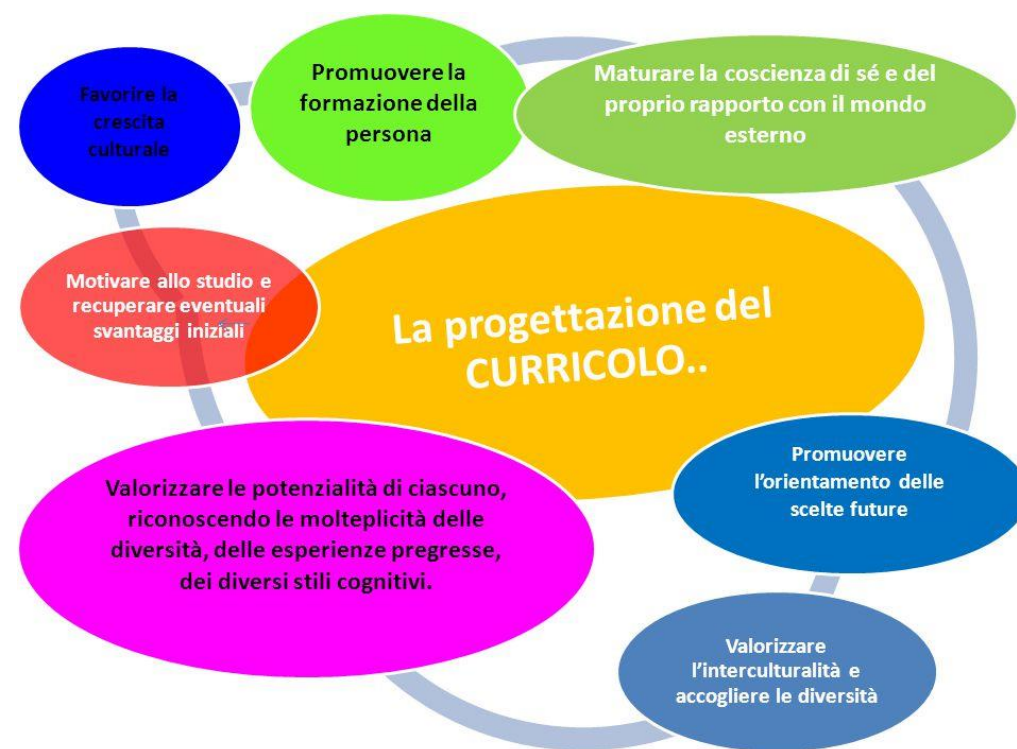 Favorire la
crescita
culturale
Promuovere la
formazione della
persona
Maturare la coscienza di sé e del
proprio rapporto con il mondo
esterno
Motivare allo studio e
recuperare eventuali
svantaggi iniziali
La progettazione del
CURRICOLO..
Valorizzare le potenzialità di ciascuno,
riconoscendo le molteplicità delle
diversità, delle esperienze pregresse,
dei diversi stili cognitivi.
Promuovere
l'orientamento delle
scelte future
Valorizzare
l'interculturalità e
accogliere le diversità